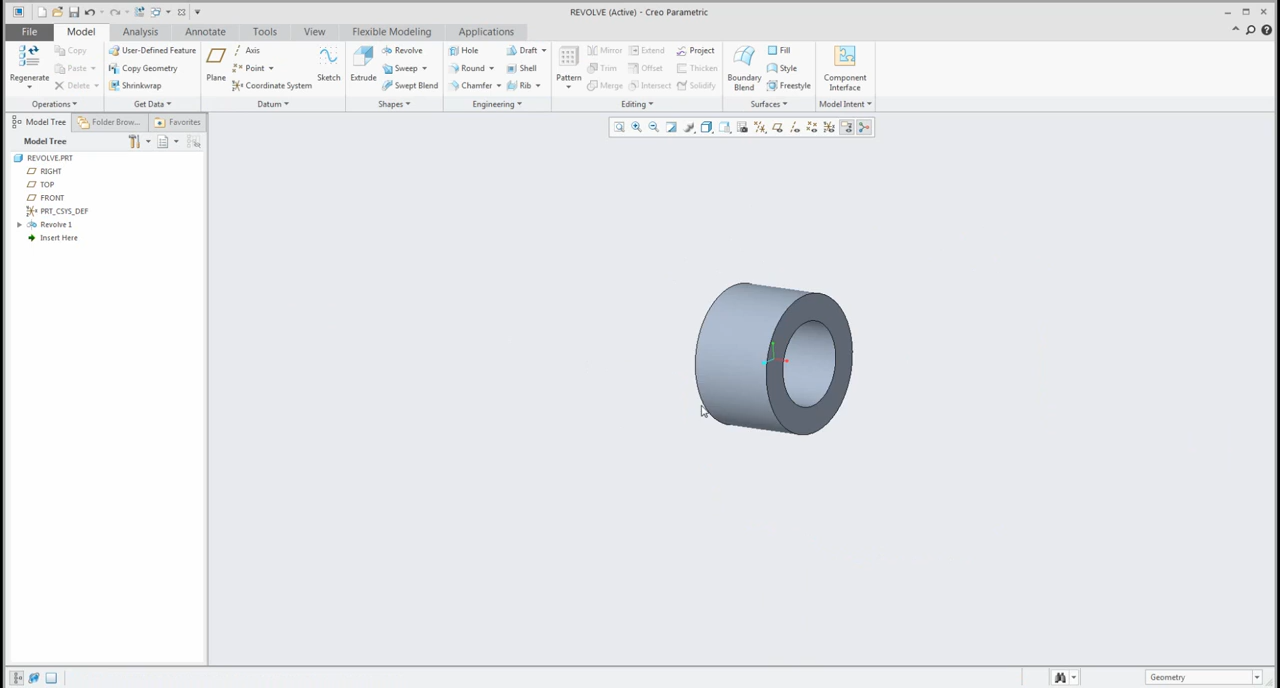 REVOLVE (Active) - Creo Parametric
File Model Analysis Annotate Tools View Flexible Modeling Applications
Regenerate
Copy
Paste
Delete
Operations
User-Defined Feature
Copy Geometry
Shrinkwrap
Get Data
Plane
Axis
Point
Coordinate System
Sketch
Datum
Extrude
Revolve
Sweep
Swept Blend
Shapes
Hole
Round
Chamfer
Draft
Shell
Rib
Engineering
Pattern
Mirror
Trim
Merge
Extend
Offset
Intersect
Project
Thicken
Solidify
Editing
Boundary
Blend
Fill
Style
Freestyle
Surfaces
Component
Interface
Model Intent
Model Tree Folder Brow... Favorites
Model Tree
REVOLVE.PRT
RIGHT
TOP
FRONT
PRT_CSYS_DEF
Revolve 1
Insert Here
Geometry